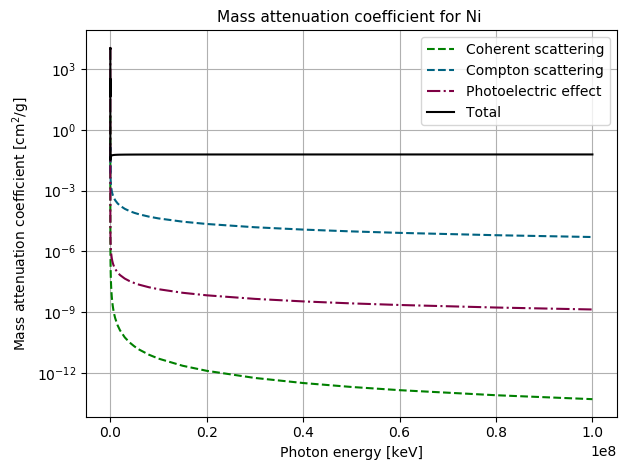 Mass attenuation coefficient for Ni
Mass attenuation coefficient [cm²/g]
10³
10⁰
10⁻³
10⁻⁶
10⁻⁹
10⁻¹²
Coherent scattering
Compton scattering
Photoelectric effect
Total
0.0 0.2 0.4 0.6 0.8 1.0
1e8
Photon energy [keV]